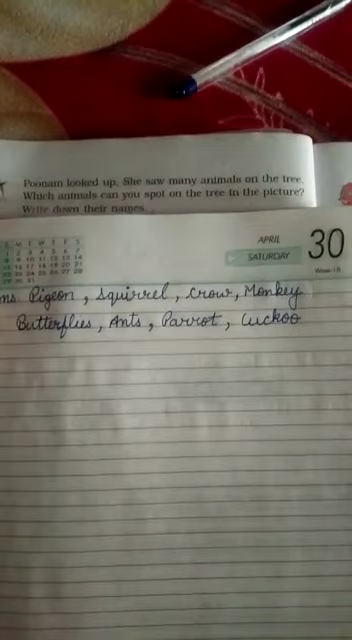 Poonam looked up. She saw many animals on the tree.
Which animals can you spot on the tree in the picture?
Write down their names.
APRIL
30
SATURDAY
ns Pigeon, Squirrel, Crow, Monkey
Butterflies, Ants, Parrot, Cuckoo